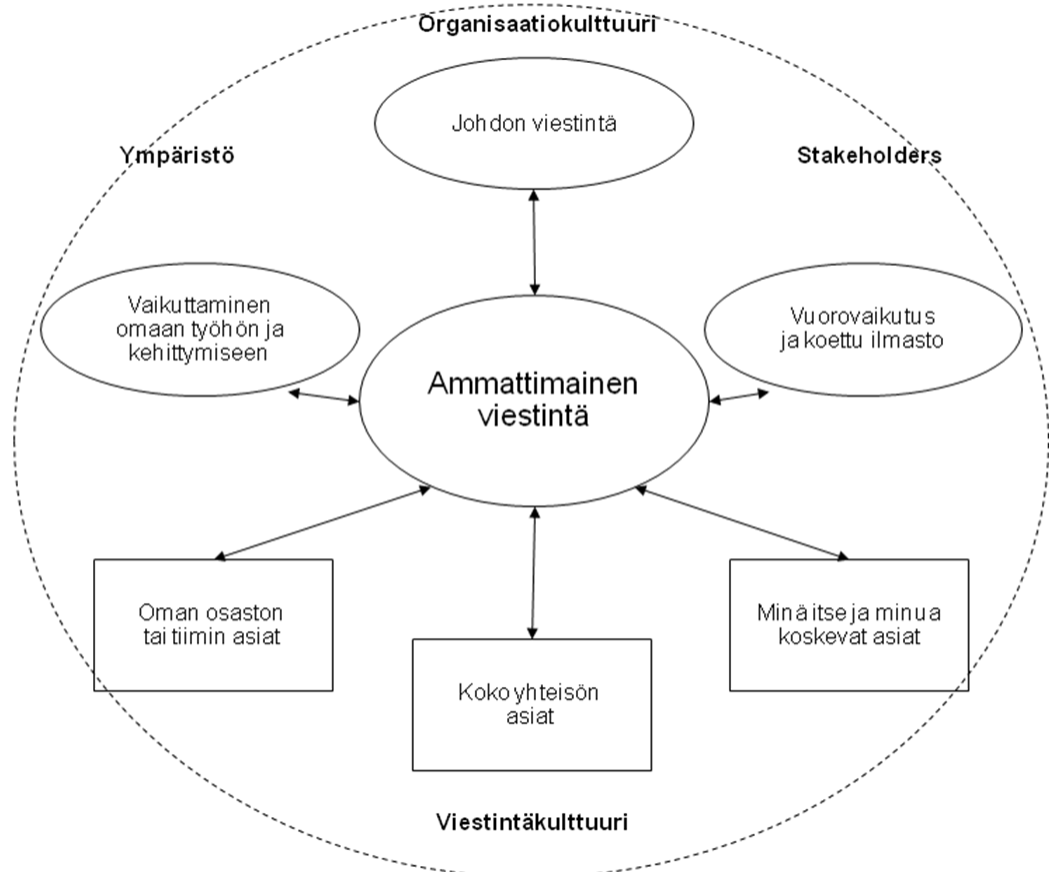 Organisaatiokulttuuri
Johdon viestintä
Ympäristö
Stakeholders
Vaikuttaminen
omaan työhön ja
kehittymiseen
Vuorovaikutus
ja koettu ilmasto
Ammattimainen
viestintä
Oman osaston
tai tiimin asiat
Koko yhteisön
asiat
Minä itse ja minua
koskevat asiat
Viestintäkulttuuri